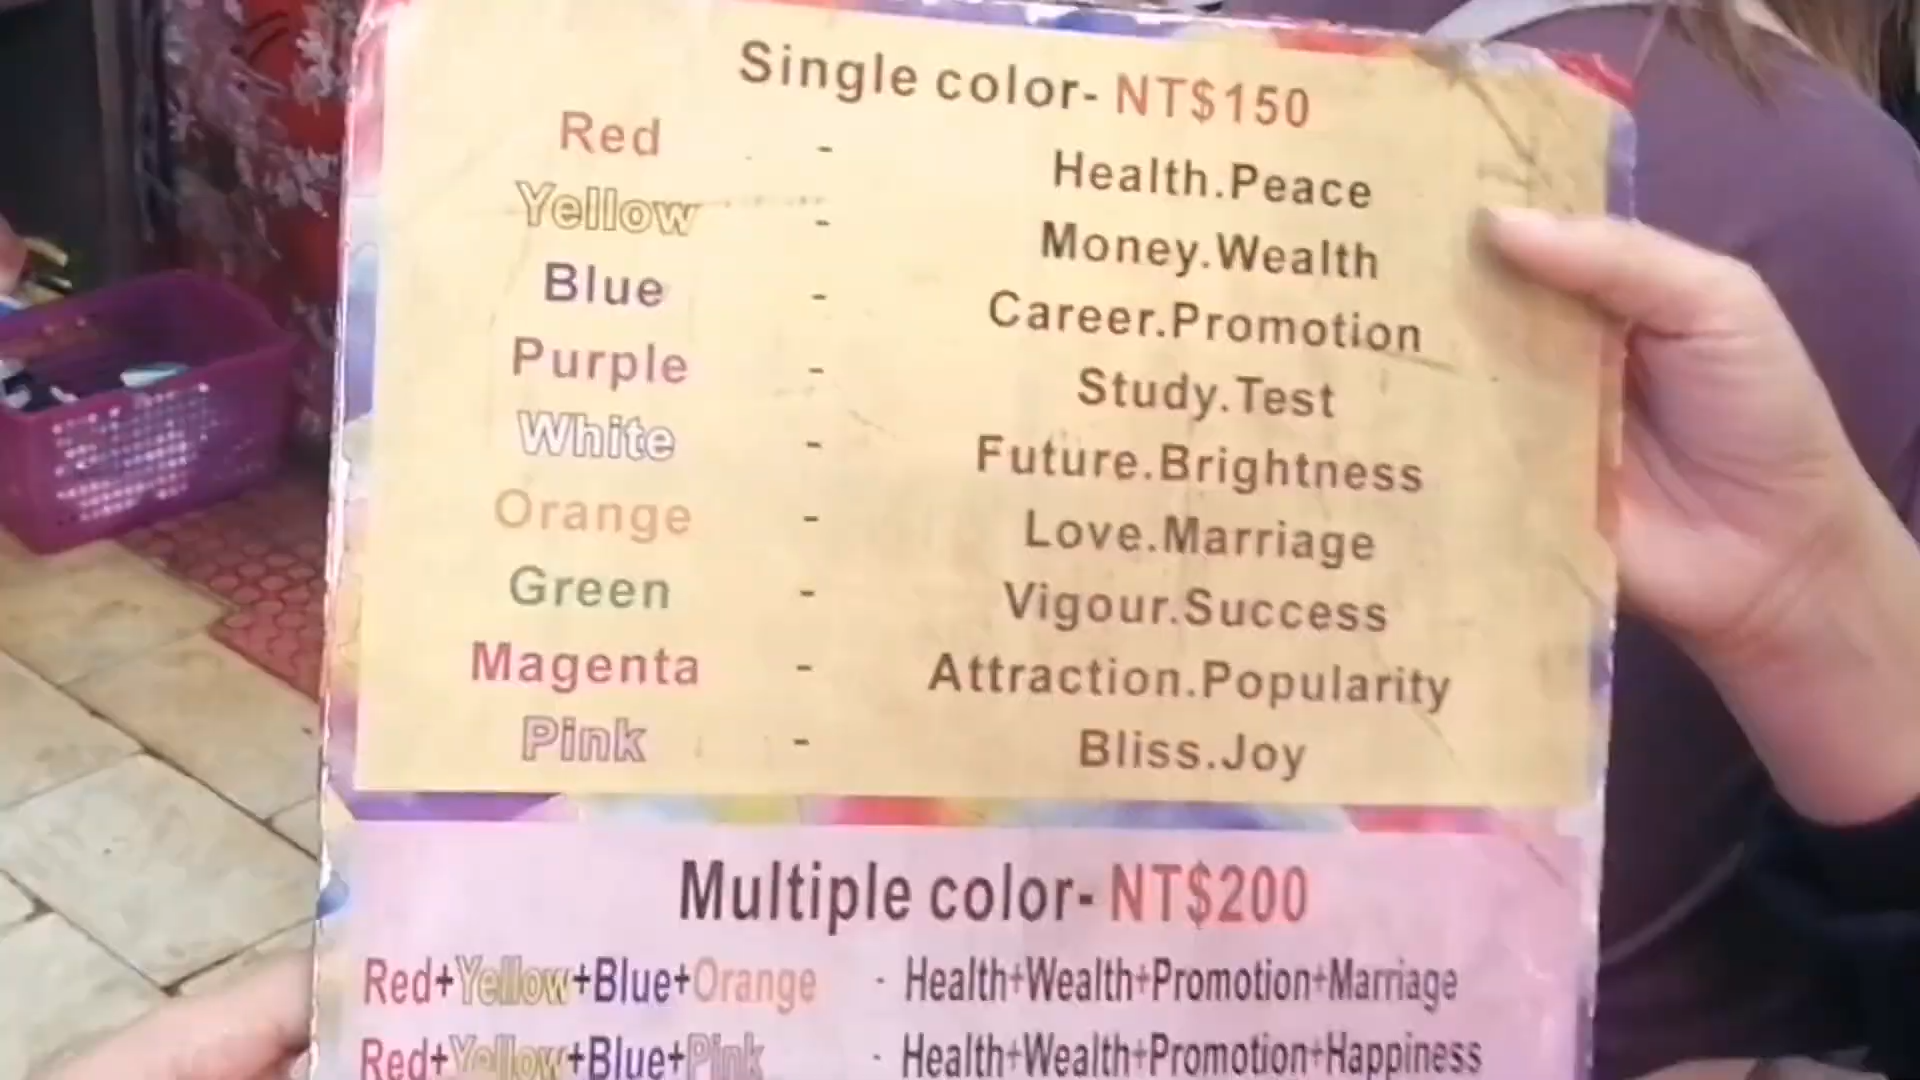 Single color- NT$150
Red - Health.Peace
Yellow - Money.Wealth
Blue - Career.Promotion
Purple - Study.Test
White - Future.Brightness
Orange - Love.Marriage
Green - Vigour.Success
Magenta - Attraction.Popularity
Pink - Bliss.Joy
Multiple color- NT$200
Red+Yellow+Blue+Orange - Health+Wealth+Promotion+Marriage
Red+Yellow+Blue+Pink - Health+Wealth+Promotion+Happiness